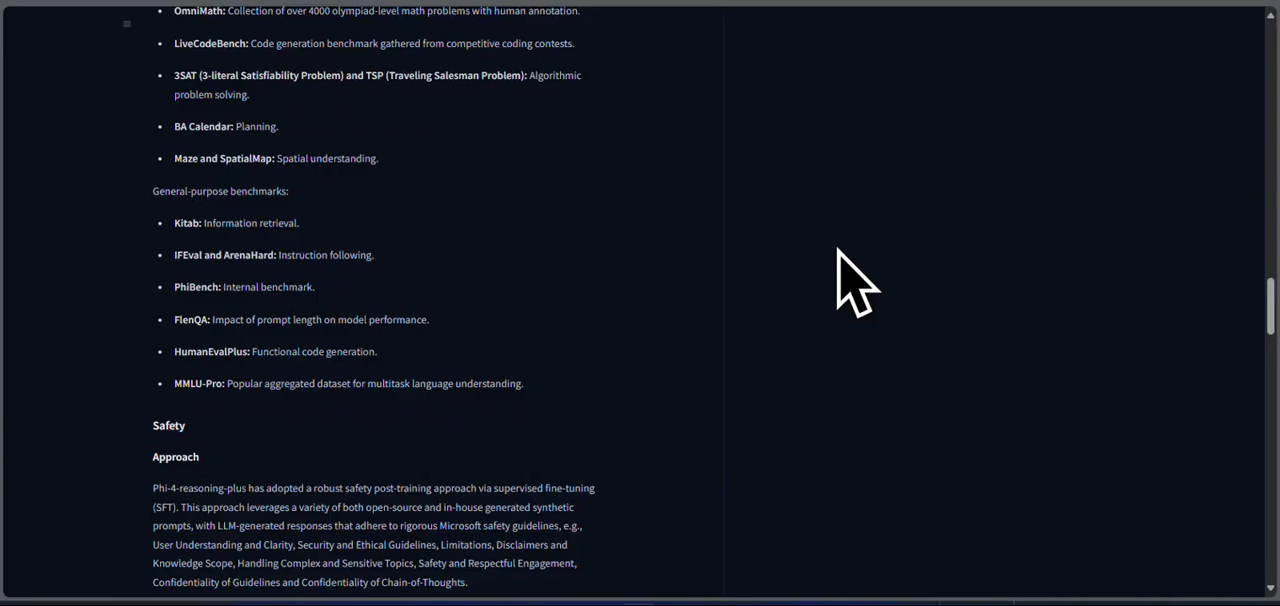 OmniMath: Collection of over 4000 olympiad-level math problems with human annotation.
LiveCodeBench: Code generation benchmark gathered from competitive coding contests.
3SAT (3-literal Satisfiability Problem) and TSP (Traveling Salesman Problem): Algorithmic
problem solving.
BA Calendar: Planning.
Maze and SpatialMap: Spatial understanding.
General-purpose benchmarks:
Kitab: Information retrieval.
IFEval and ArenaHard: Instruction following.
PhiBench: Internal benchmark.
FlenQA: Impact of prompt length on model performance.
HumanEvalPlus: Functional code generation.
MMLU-Pro: Popular aggregated dataset for multitask language understanding.
Safety
Approach
Phi-4-reasoning-plus has adopted a robust safety post-training approach via supervised fine-tuning
(SFT). This approach leverages a variety of both open-source and in-house generated synthetic
prompts, with LLM-generated responses that adhere to rigorous Microsoft safety guidelines, e.g.,
User Understanding and Clarity, Security and Ethical Guidelines, Limitations, Disclaimers and
Knowledge Scope, Handling Complex and Sensitive Topics, Safety and Respectful Engagement,
Confidentiality of Guidelines and Confidentiality of Chain-of-Thoughts.